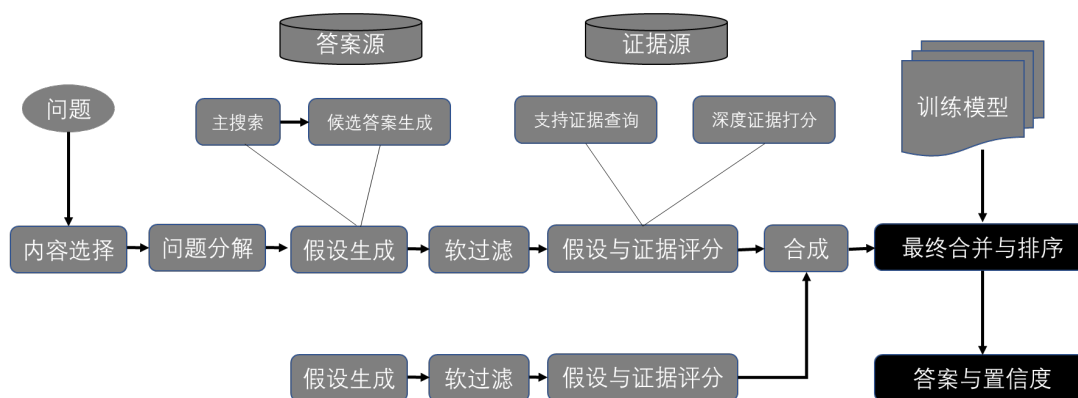 答案源
证据源
问题
主搜索
候选答案生成
支持证据查询
深度证据打分
训练模型
内容选择
问题分解
假设生成
软过滤
假设与证据评分
合成
最终合并与排序
假设生成
软过滤
假设与证据评分
答案与置信度